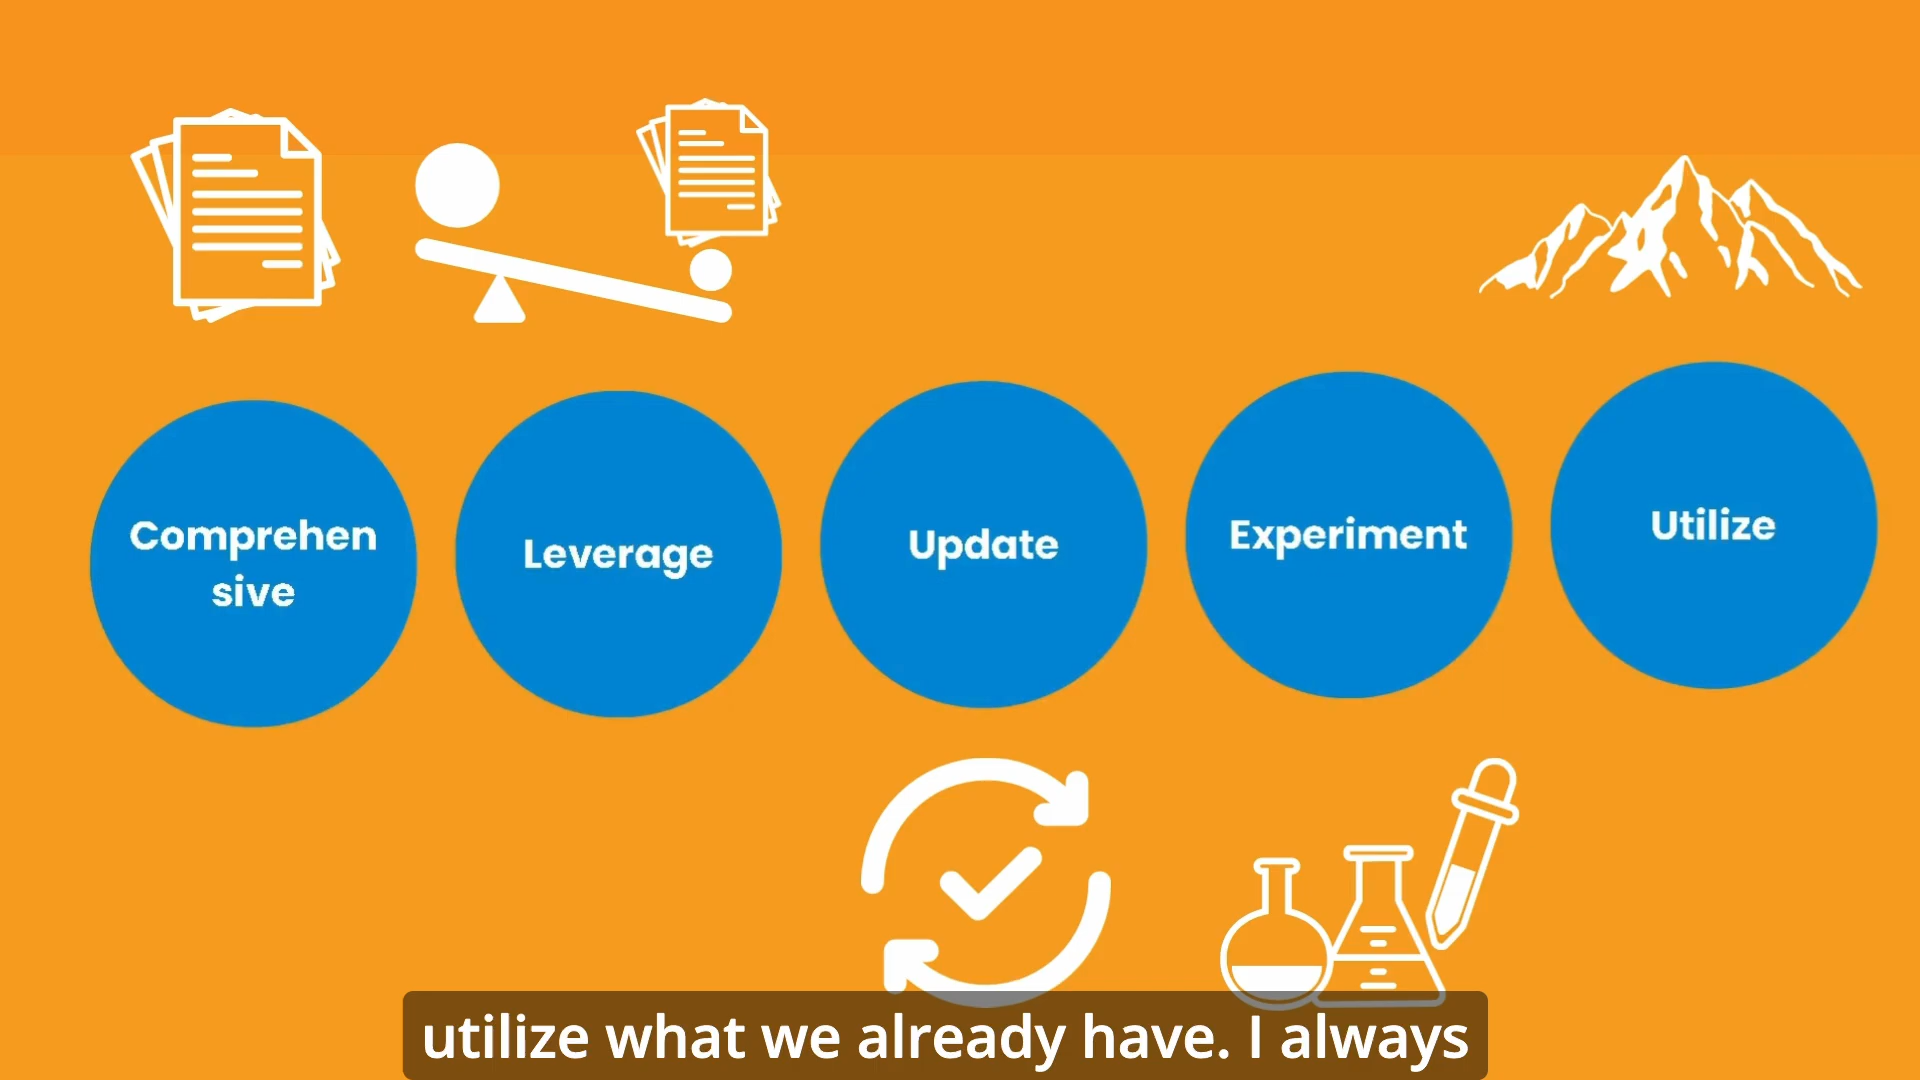 Comprehen
sive
Leverage
Update
Experiment
Utilize
utilize what we already have. I always